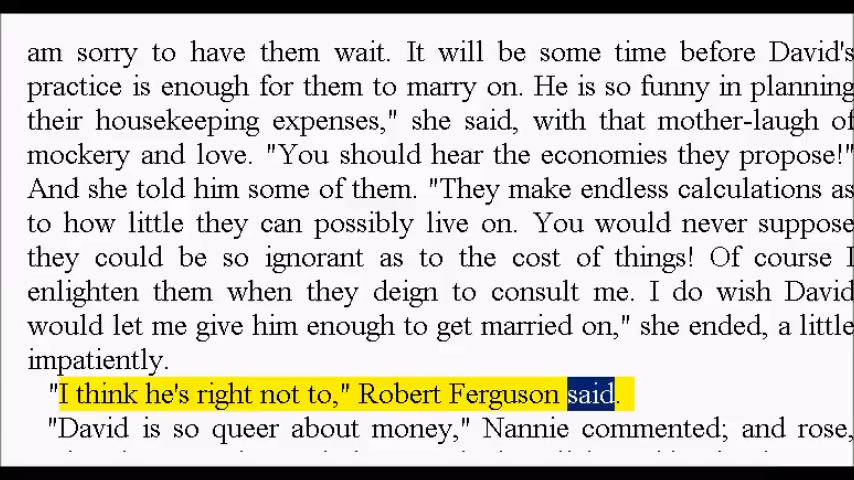 am sorry to have them wait. It will be some time before David's
practice is enough for them to marry on. He is so funny in planning
their housekeeping expenses," she said, with that mother-laugh of
mockery and love. "You should hear the economies they propose!"
And she told him some of them. "They make endless calculations as
to how little they can possibly live on. You would never suppose
they could be so ignorant as to the cost of things! Of course I
enlighten them when they deign to consult me. I do wish David
would let me give him enough to get married on," she ended, a little
impatiently.
"I think he's right not to," Robert Ferguson said.
"David is so queer about money," Nannie commented; and rose,